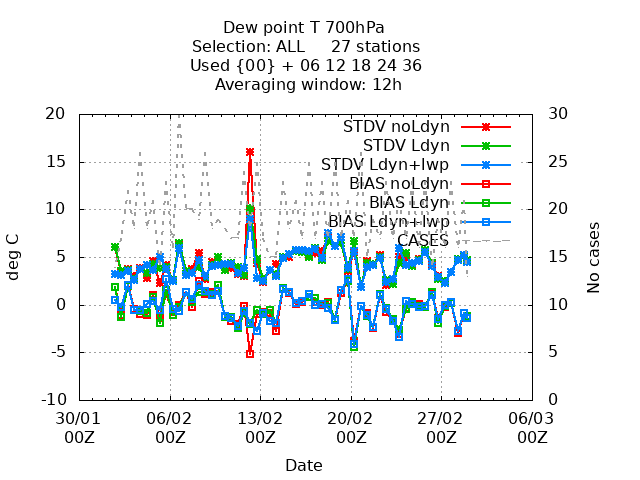 Dew point T 700hPa
Selection: ALL 27 stations
Used {00} + 06 12 18 24 36
Averaging window: 12h
20 30
STDV noLdyn
STDV Ldyn
15 25
STDV Ldyn+lwp
BIAS noLdyn
10 BIAS Ldyn 20
BIAS Ldyn+lwp
CASES
deg C No cases
5 15
0 10
-5 5
-10 0
30/01 06/02 13/02 20/02 27/02 06/03
00Z 00Z 00Z 00Z 00Z 00Z
Date